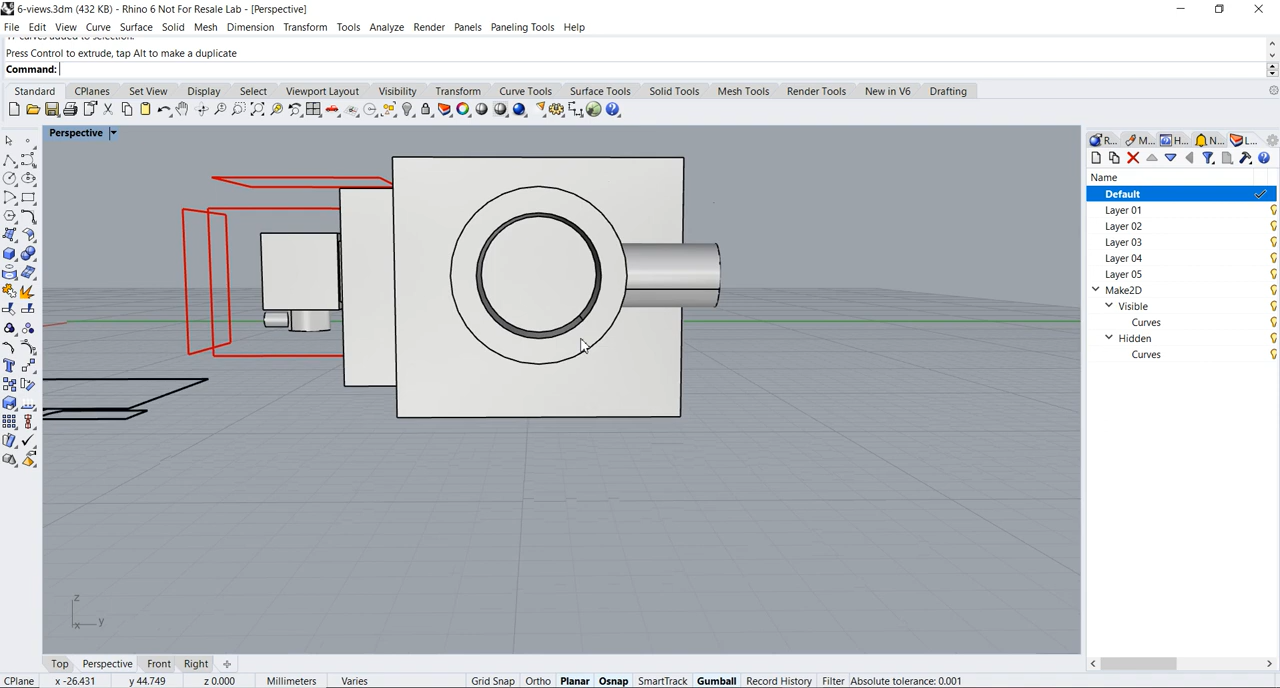 6-views.3dm (432 KB) - Rhino 6 Not For Resale Lab - [Perspective]
File Edit View Curve Surface Solid Mesh Dimension Transform Tools Analyze Render Panels Paneling Tools Help
Press Control to extrude, tap Alt to make a duplicate
Command:
Standard CPlanes Set View Display Select Viewport Layout Visibility Transform Curve Tools Surface Tools Solid Tools Mesh Tools Render Tools New in V6 Drafting
Perspective
R... M... H... N... L...
Name
Default
Layer 01
Layer 02
Layer 03
Layer 04
Layer 05
Make2D
Visible
Curves
Hidden
Curves
z
x y
Top Perspective Front Right
CPlane x -26.431 y 44.749 z 0.000 Millimeters Varies Grid Snap Ortho Planar Osnap SmartTrack Gumball Record History Filter Absolute tolerance: 0.001